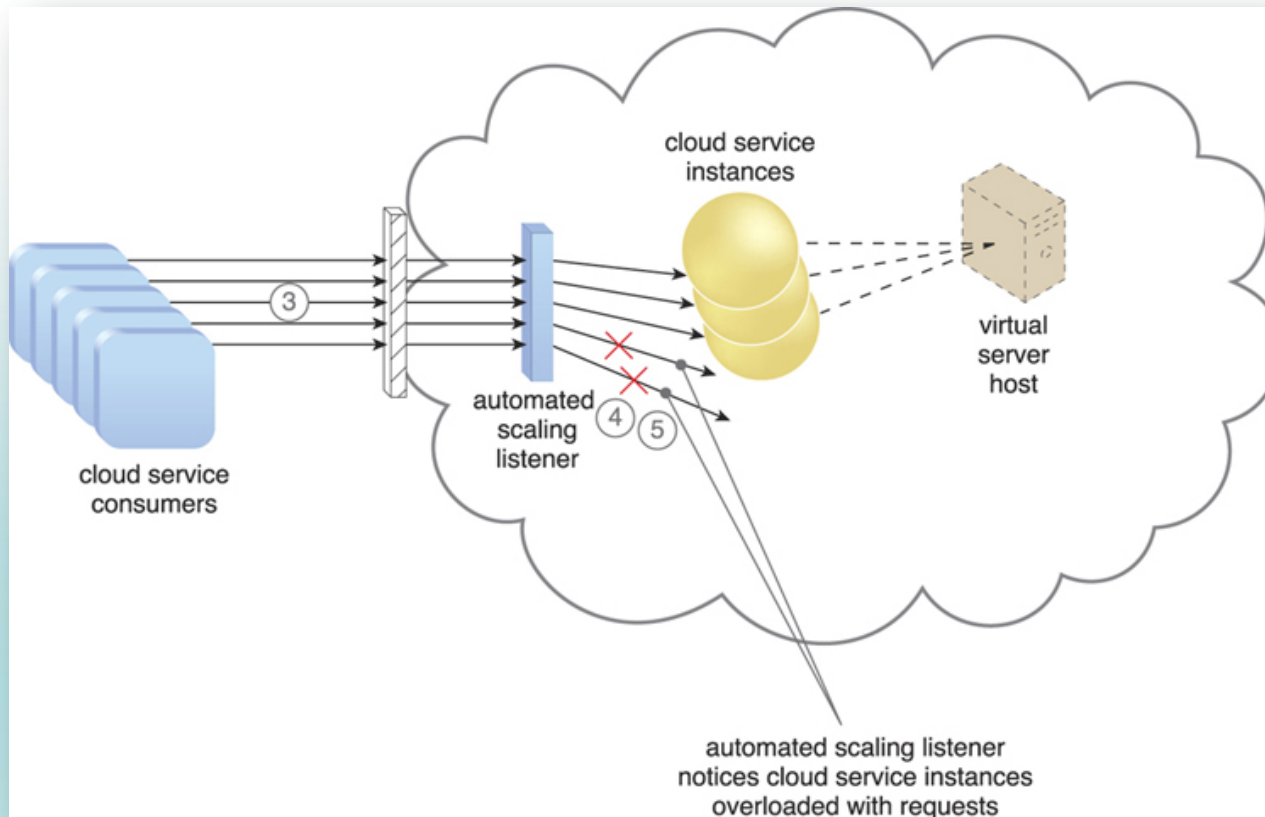 cloud service
instances
3
virtual
server
host
automated
scaling
listener
4
5
cloud service
consumers
automated scaling listener
notices cloud service instances
overloaded with requests